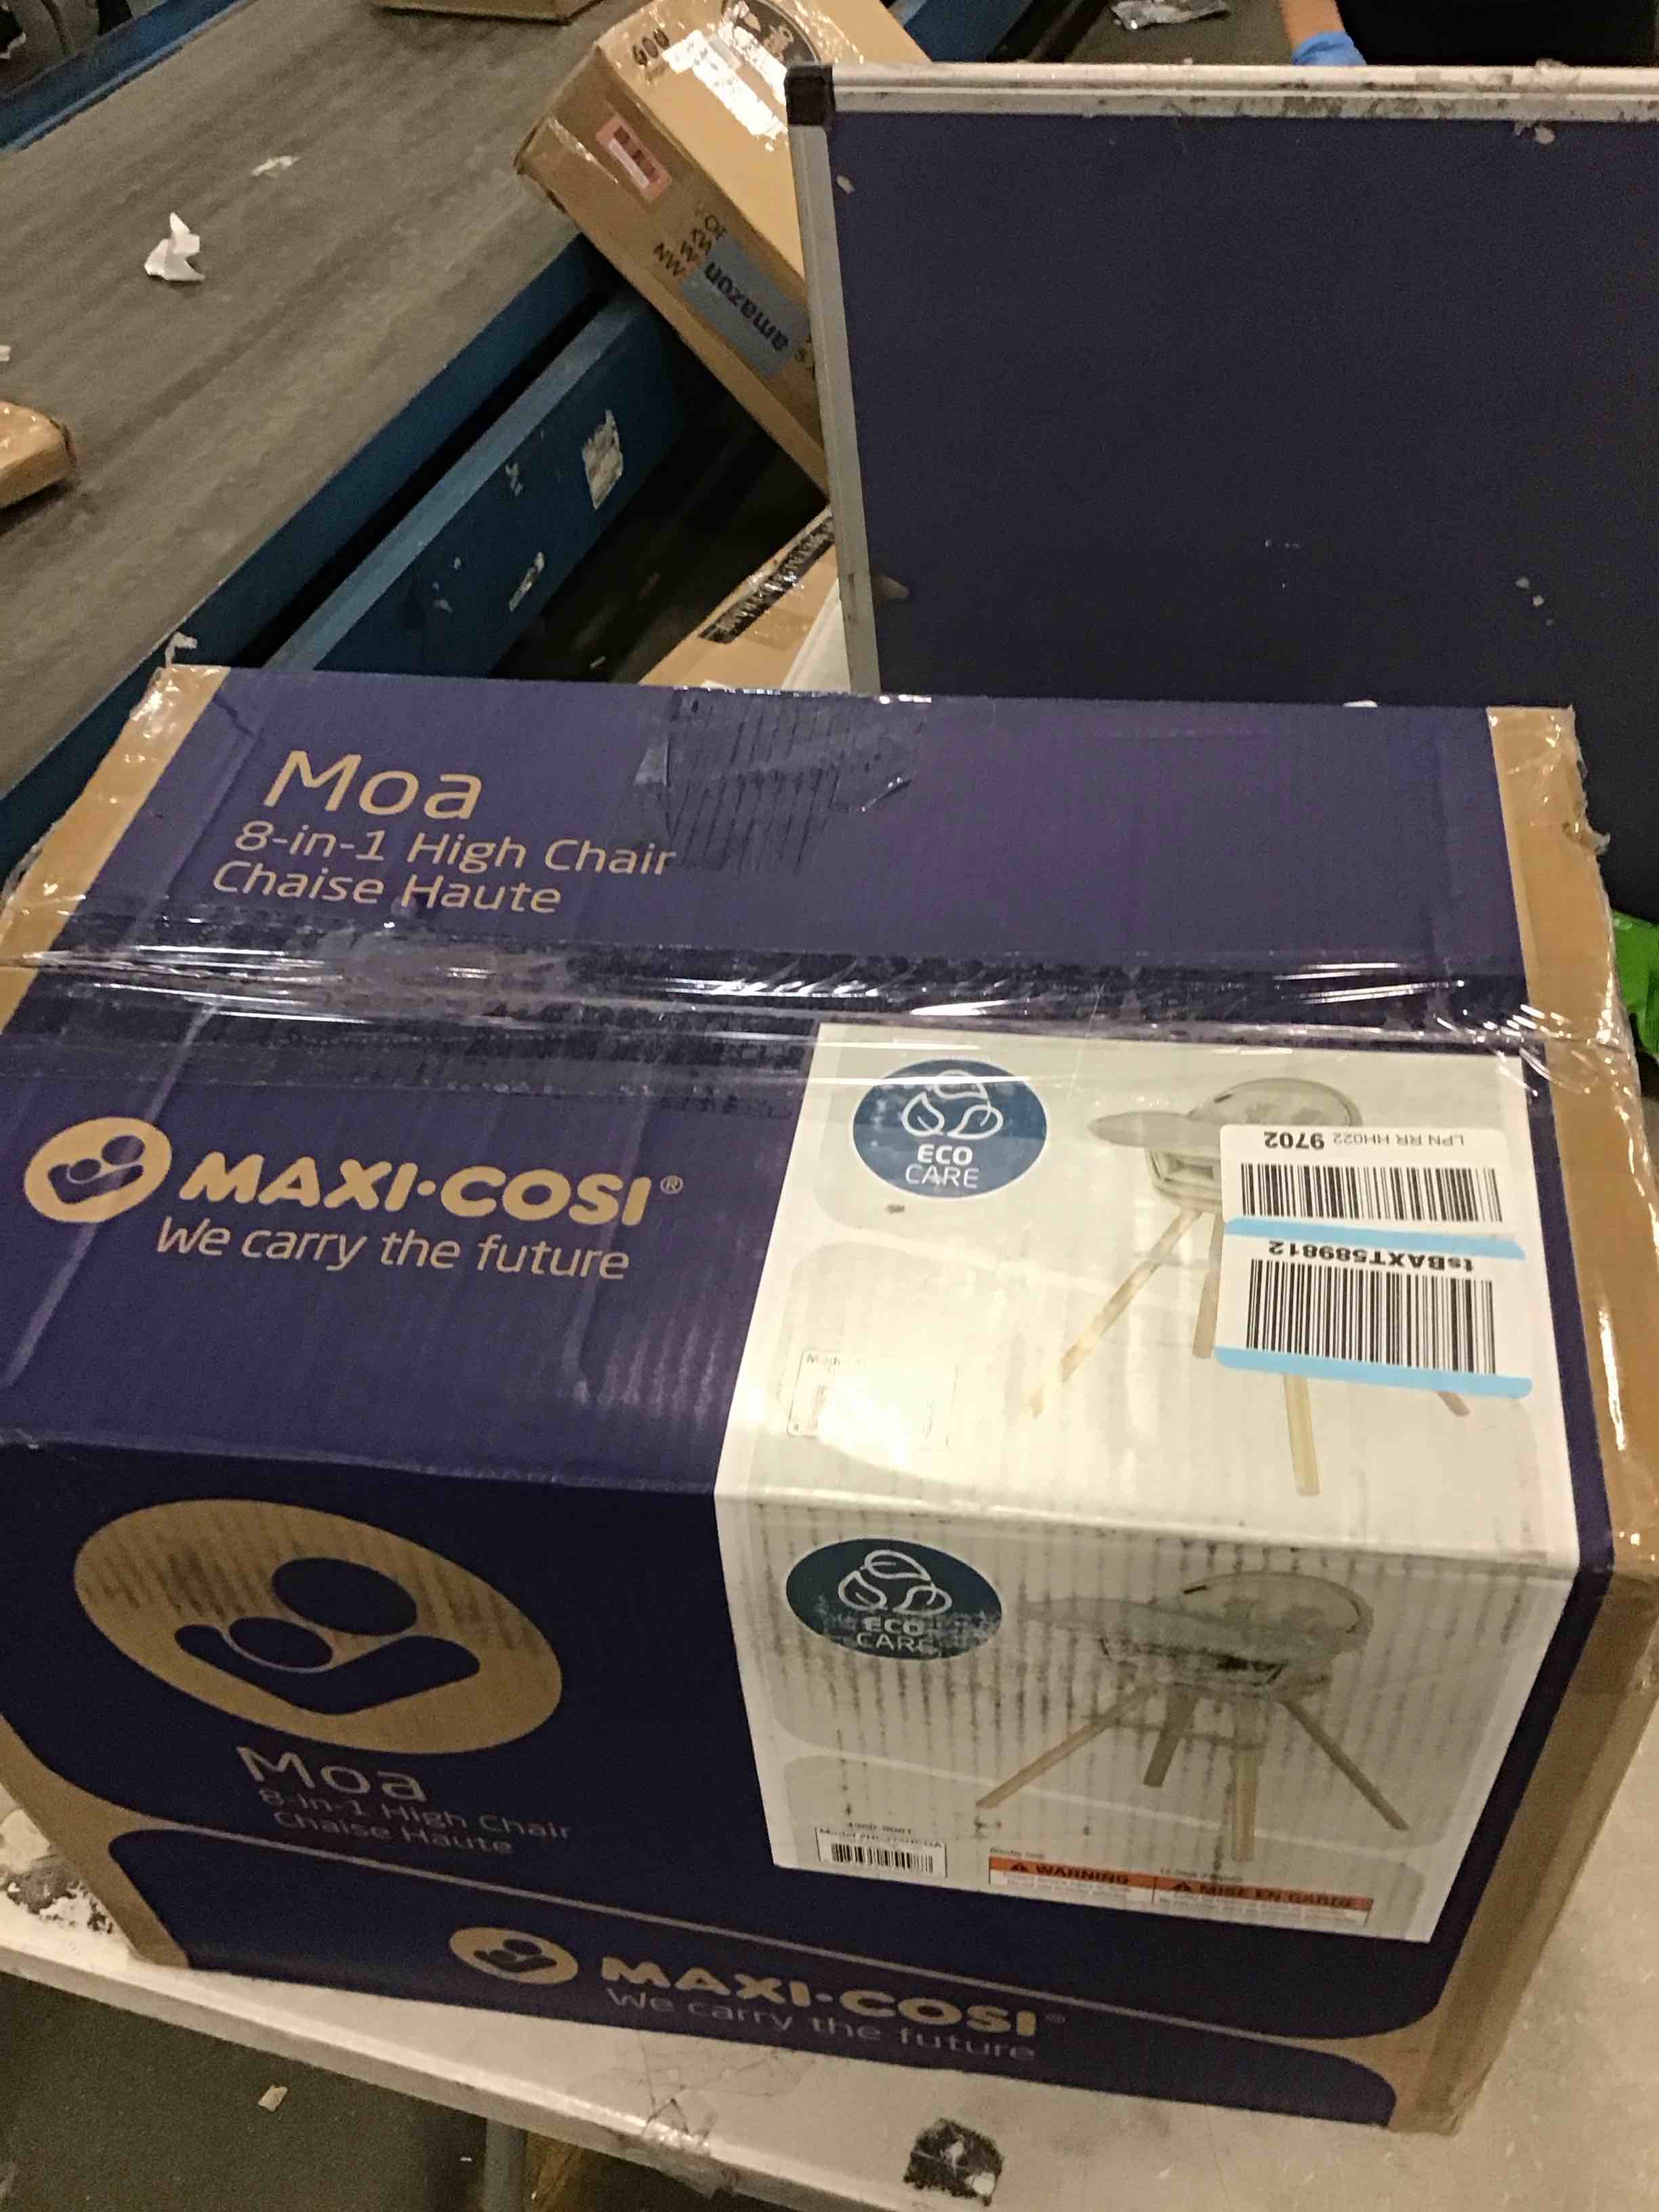 amazon
Moa
8-in-1 High Chair
Chaise Haute
MAXI·COSI®
We carry the future
ECO
CARE
LPN RR HH022 9702
tsBAXT589812
ECO
CARE
Moa
8-in-1 High Chair
Chaise Haute
WARNING
MISE EN GARDE
MAXI·COSI®
We carry the future